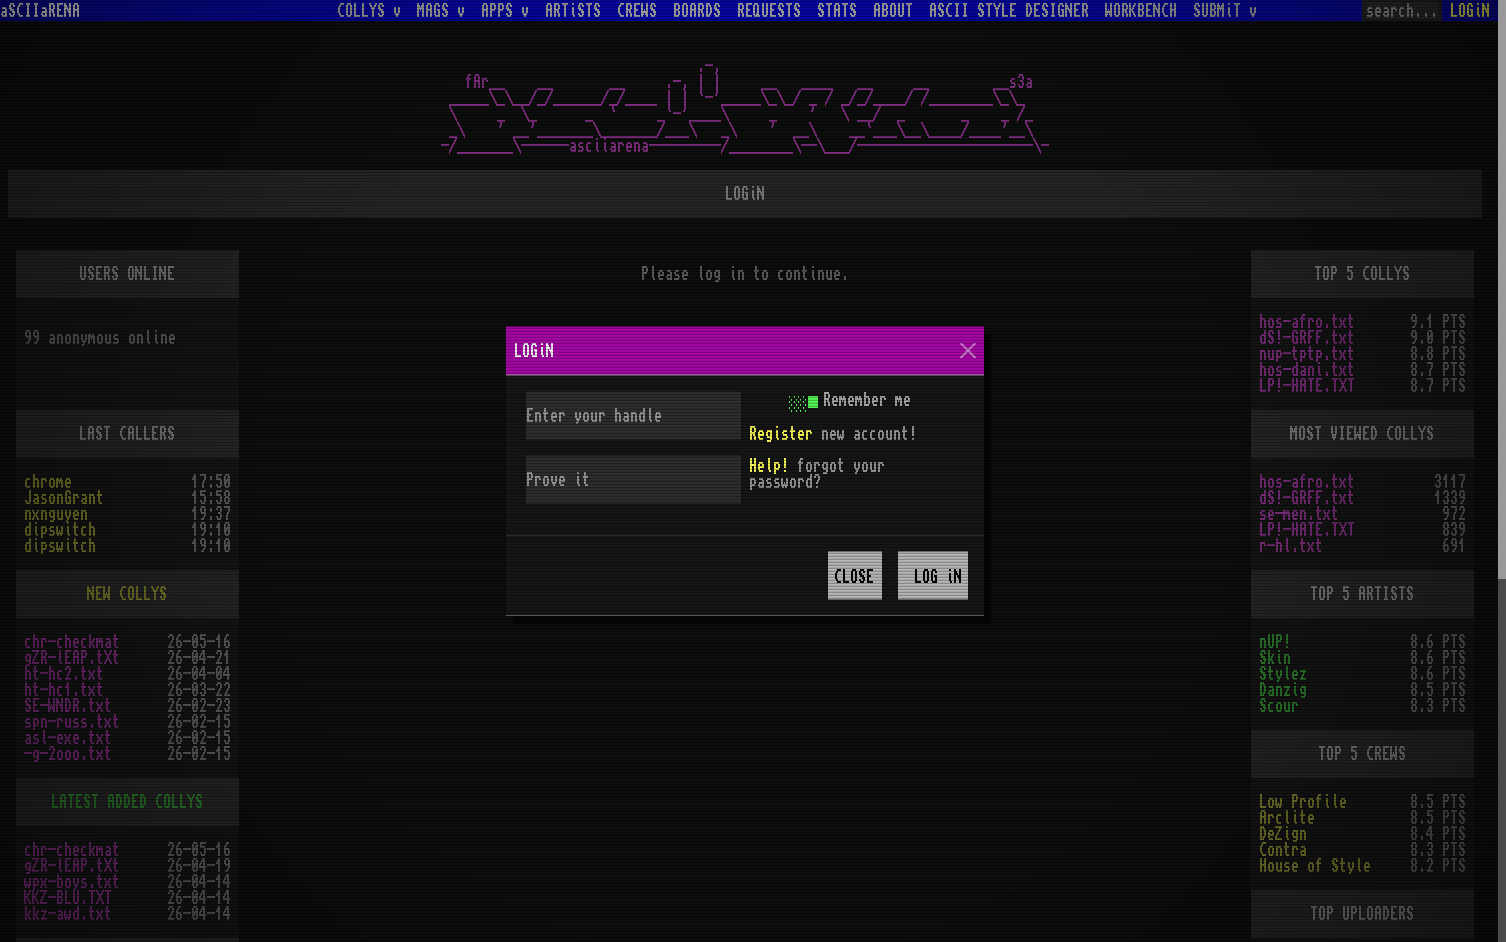 aSCIIaRENA
COLLYS v MAGS v APPS v ARTiSTS CREWS BOARDS REQUESTS STATS ABOUT ASCII STYLE DESIGNER WORKBENCH SUBMiT v
search... LOGiN
fAr
s3a
asciiarena
LOGiN
USERS ONLINE
99 anonymous online
LAST CALLERS
chrome 17:50
JasonGrant 15:58
nxnguyen 19:37
dipswitch 19:10
dipswitch 19:10
NEW COLLYS
chr-checkmat 26-05-16
gZR-lEAP.tXt 26-04-21
ht-hc2.txt 26-04-04
ht-hc1.txt 26-03-22
SE-WNDR.txt 26-02-23
spn-russ.txt 26-02-15
asl-exe.txt 26-02-15
-g-2ooo.txt 26-02-15
LATEST ADDED COLLYS
chr-checkmat 26-05-16
gZR-lEAP.tXt 26-04-19
wpx-boys.txt 26-04-14
KKZ-BLU.TXT 26-04-14
kkz-awd.txt 26-04-14
Please log in to continue.
LOGiN
Enter your handle
Remember me
Register new account!
Prove it
Help! forgot your
password?
CLOSE
LOG iN
TOP 5 COLLYS
hos-afro.txt 9.1 PTS
dS!-GRFF.txt 9.0 PTS
nup-tptp.txt 8.8 PTS
hos-dani.txt 8.7 PTS
LP!-HATE.TXT 8.7 PTS
MOST VIEWED COLLYS
hos-afro.txt 3117
dS!-GRFF.txt 1339
se-men.txt 972
LP!-HATE.TXT 839
r-hl.txt 691
TOP 5 ARTISTS
nUP! 8.6 PTS
Skin 8.6 PTS
Stylez 8.6 PTS
Danzig 8.5 PTS
Scour 8.3 PTS
TOP 5 CREWS
Low Profile 8.5 PTS
Arclite 8.5 PTS
DeZign 8.4 PTS
Contra 8.3 PTS
House of Style 8.2 PTS
TOP UPLOADERS